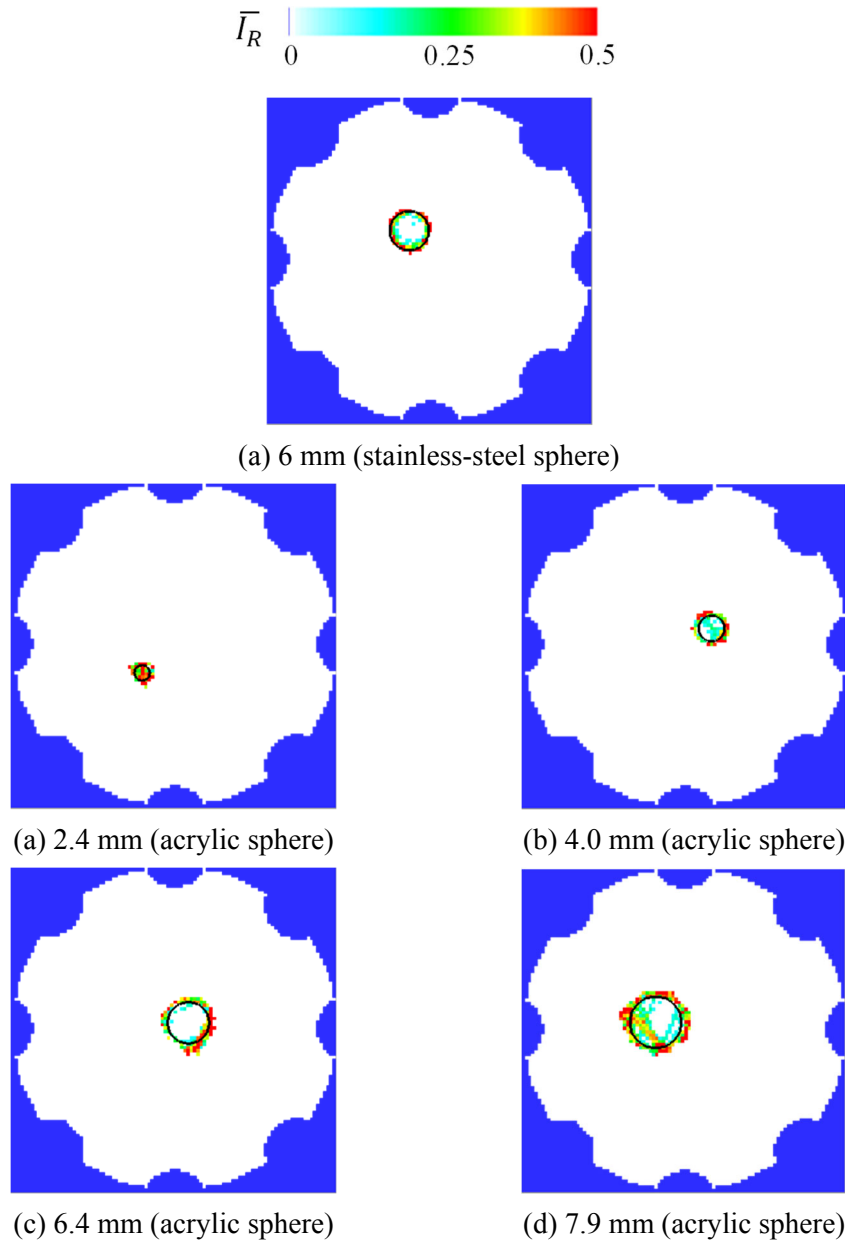 I_R
0 0.25 0.5
(a) 6 mm (stainless-steel sphere)
(a) 2.4 mm (acrylic sphere) (b) 4.0 mm (acrylic sphere)
(c) 6.4 mm (acrylic sphere) (d) 7.9 mm (acrylic sphere)